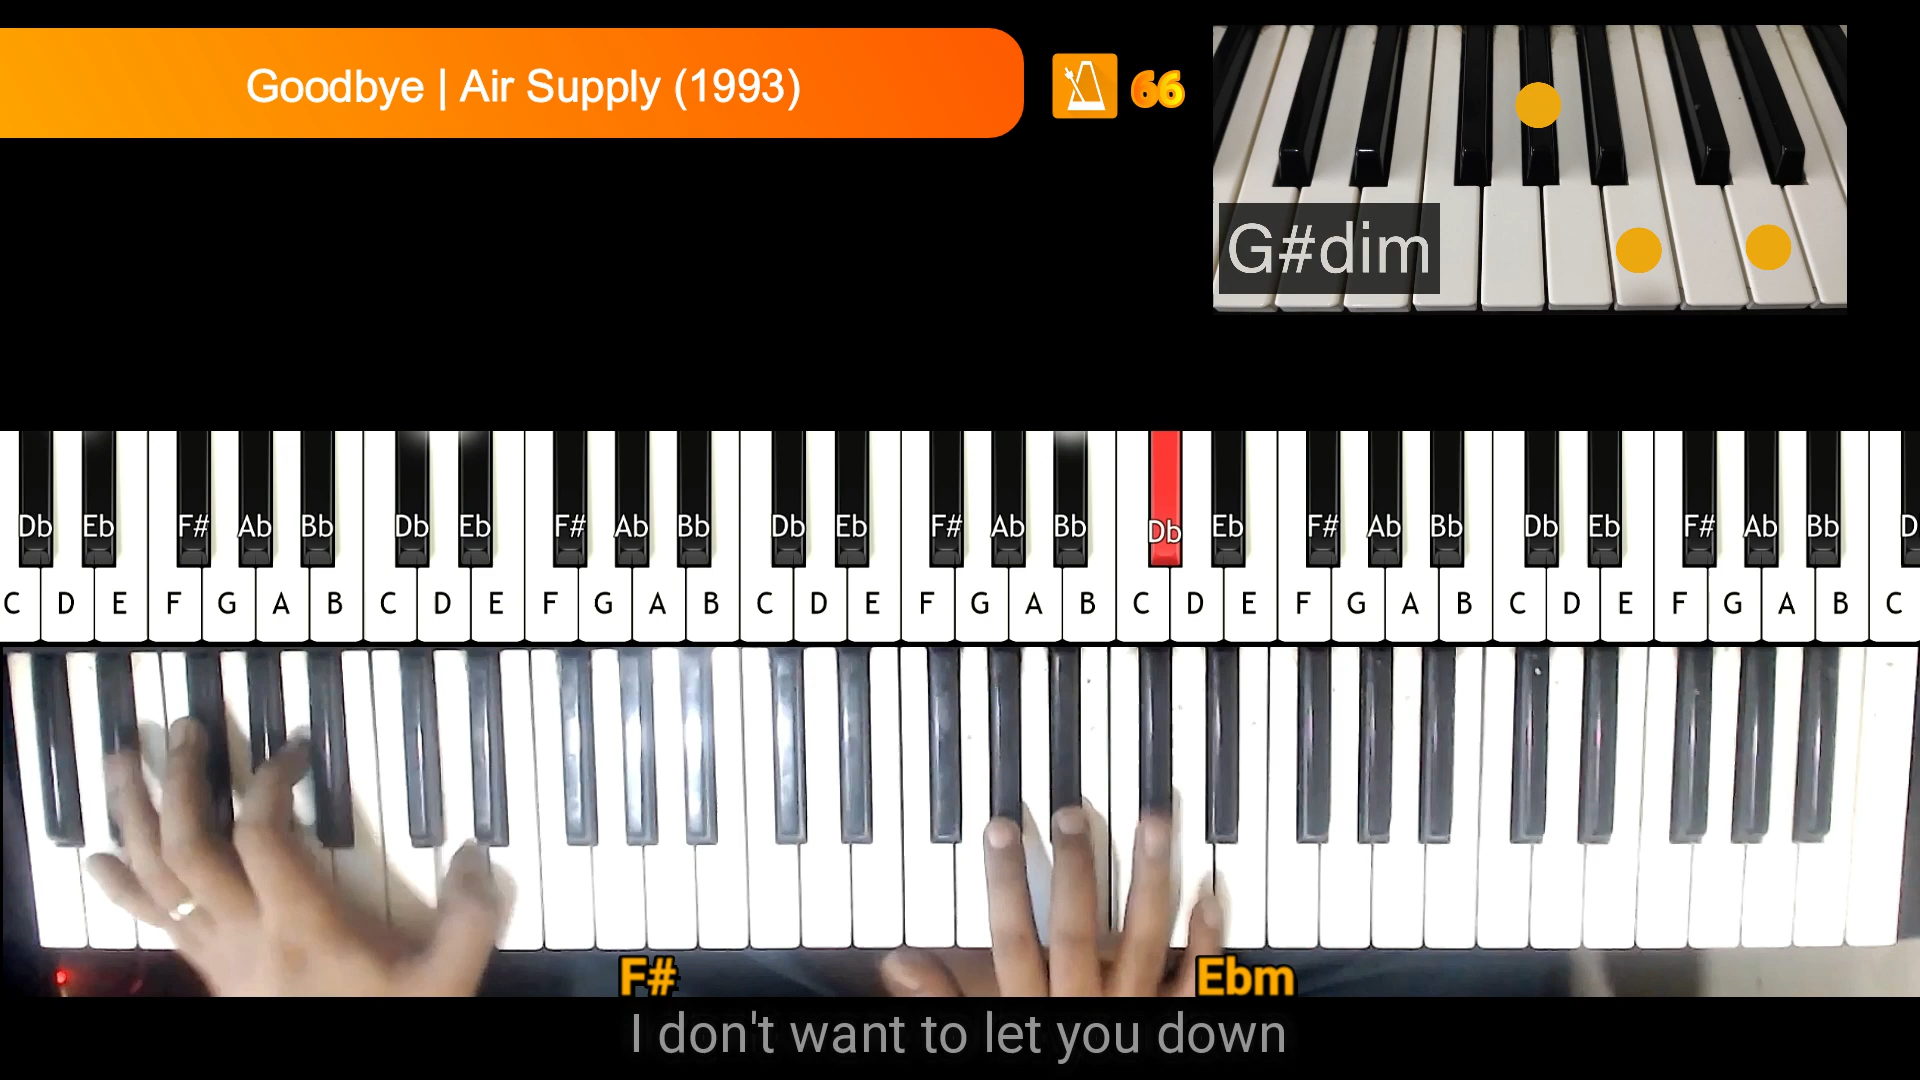 Goodbye | Air Supply (1993)
66
G#dim
Db Eb F# Ab Bb Db Eb F# Ab Bb Db Eb F# Ab Bb Db Eb F# Ab Bb Db Eb F# Ab Bb D
C D E F G A B C D E F G A B C D E F G A B C D E F G A B C D E F G A B C
F# Ebm
I don't want to let you down